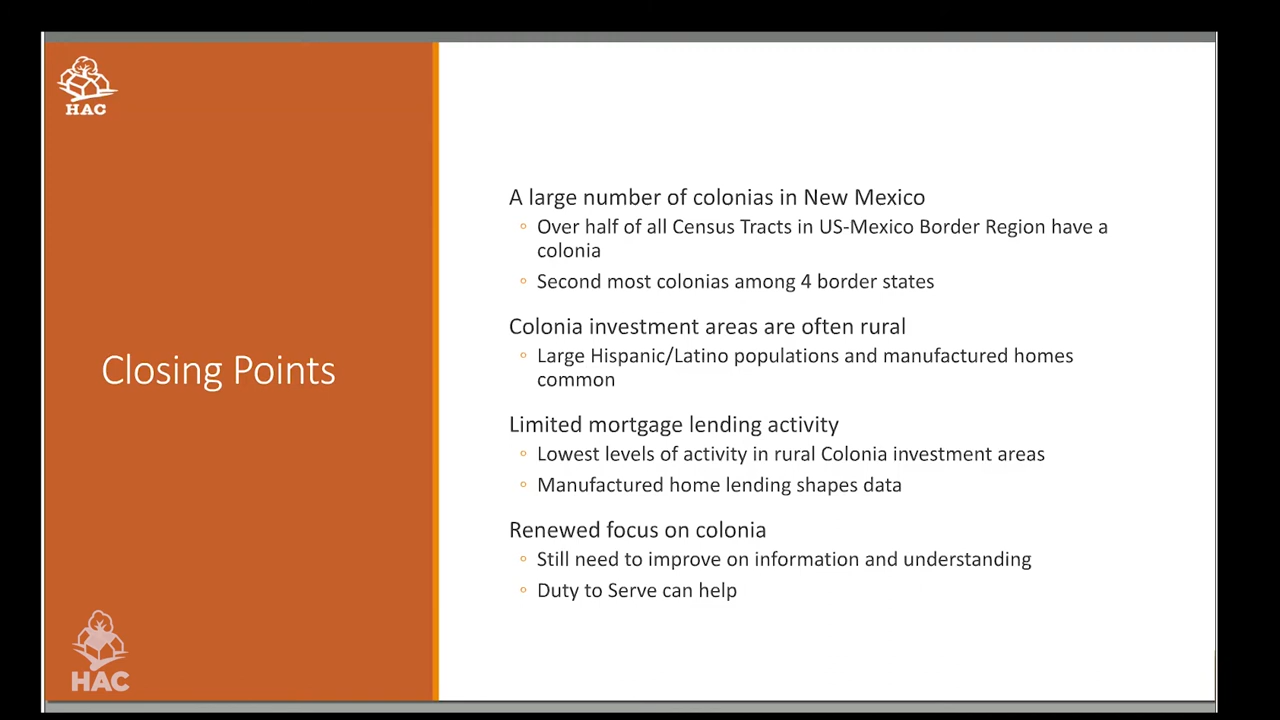 HAC
Closing Points
HAC
A large number of colonias in New Mexico
Over half of all Census Tracts in US-Mexico Border Region have a
colonia
Second most colonias among 4 border states
Colonia investment areas are often rural
Large Hispanic/Latino populations and manufactured homes
common
Limited mortgage lending activity
Lowest levels of activity in rural Colonia investment areas
Manufactured home lending shapes data
Renewed focus on colonia
Still need to improve on information and understanding
Duty to Serve can help